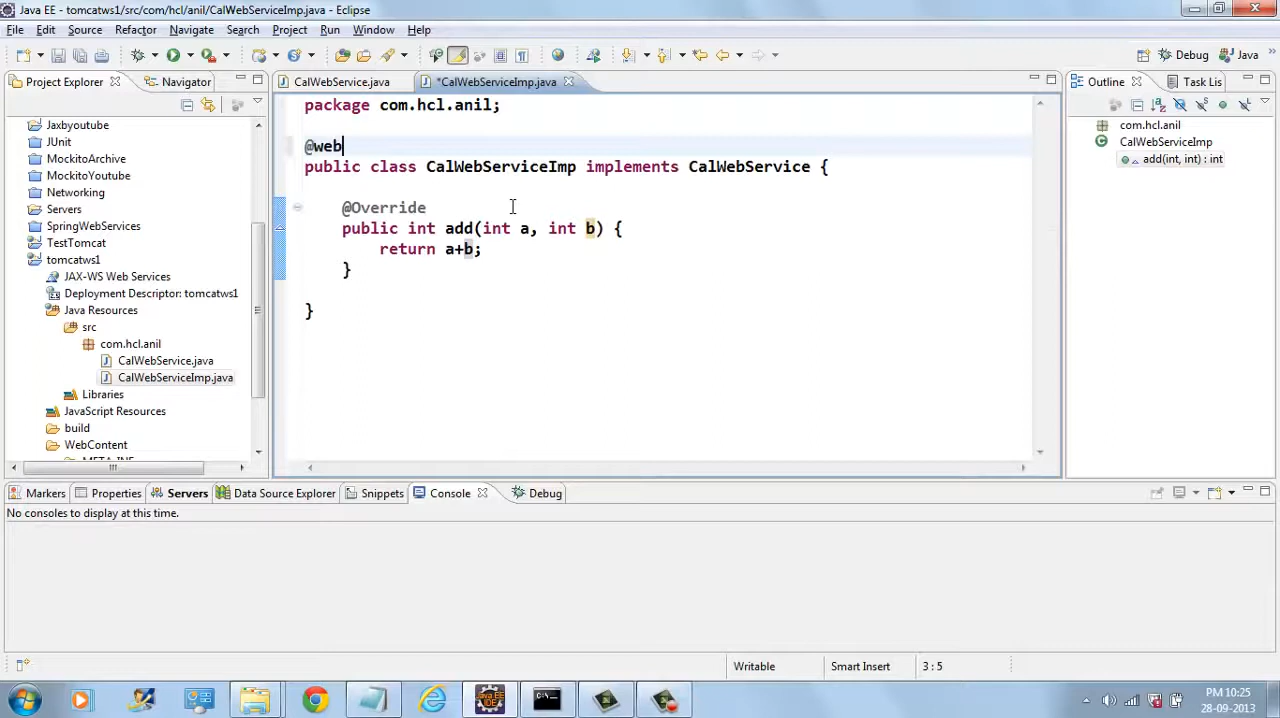 Java EE - tomcatws1/src/com/hcl/anil/CalWebServiceImp.java - Eclipse
File Edit Source Refactor Navigate Search Project Run Window Help
Debug Java
Project Explorer Navigator
CalWebService.java *CalWebServiceImp.java
Outline Task Lis
Jaxbyoutube
JUnit
MockitoArchive
MockitoYoutube
Networking
Servers
SpringWebServices
TestTomcat
tomcatws1
JAX-WS Web Services
Deployment Descriptor: tomcatws1
Java Resources
src
com.hcl.anil
CalWebService.java
CalWebServiceImp.java
Libraries
JavaScript Resources
build
WebContent
META-INF
package com.hcl.anil;
@web
public class CalWebServiceImp implements CalWebService {
@Override
public int add(int a, int b) {
return a+b;
}
}
com.hcl.anil
CalWebServiceImp
add(int, int) : int
Markers Properties Servers Data Source Explorer Snippets Console Debug
No consoles to display at this time.
Writable Smart Insert 3 : 5
Java EE
IDE
PM 10:25
28-09-2013